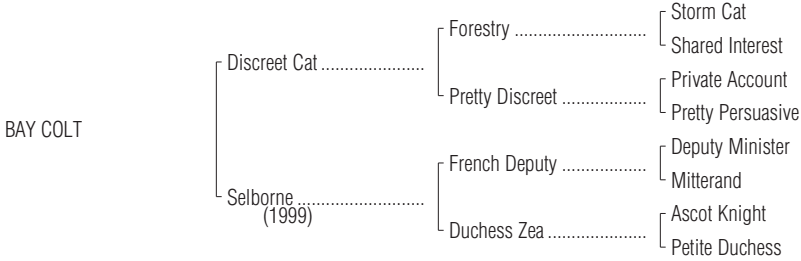 Storm Cat
Forestry ............................
Shared Interest
Discreet Cat ......................
Private Account
Pretty Discreet ..................
Pretty Persuasive
BAY COLT
Deputy Minister
French Deputy ..................
Mitterand
Selborne ...........................
(1999)
Ascot Knight
Duchess Zea .....................
Petite Duchess